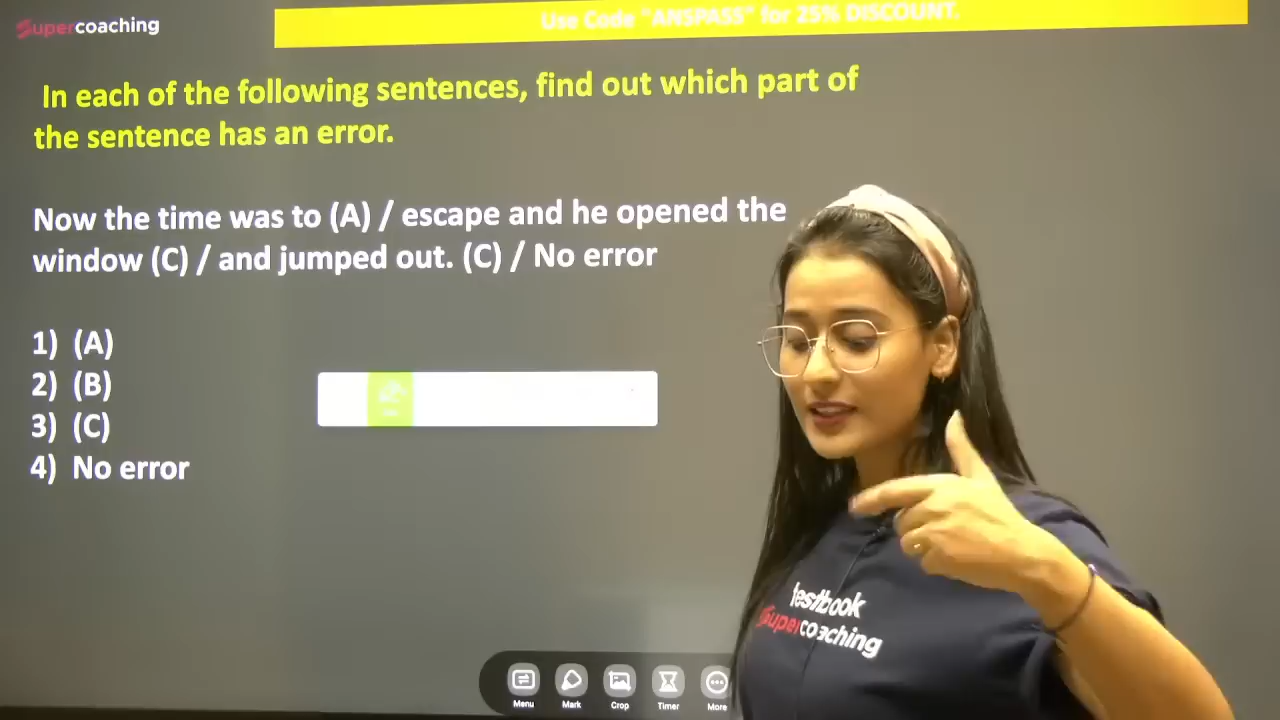 Supercoaching
Use Code "ANSPASS" for 25% DISCOUNT.
In each of the following sentences, find out which part of
the sentence has an error.
Now the time was to (A) / escape and he opened the
window (C) / and jumped out. (C) / No error
1) (A)
2) (B)
3) (C)
4) No error
testbook
Supercoaching
Menu Mark Crop Timer More